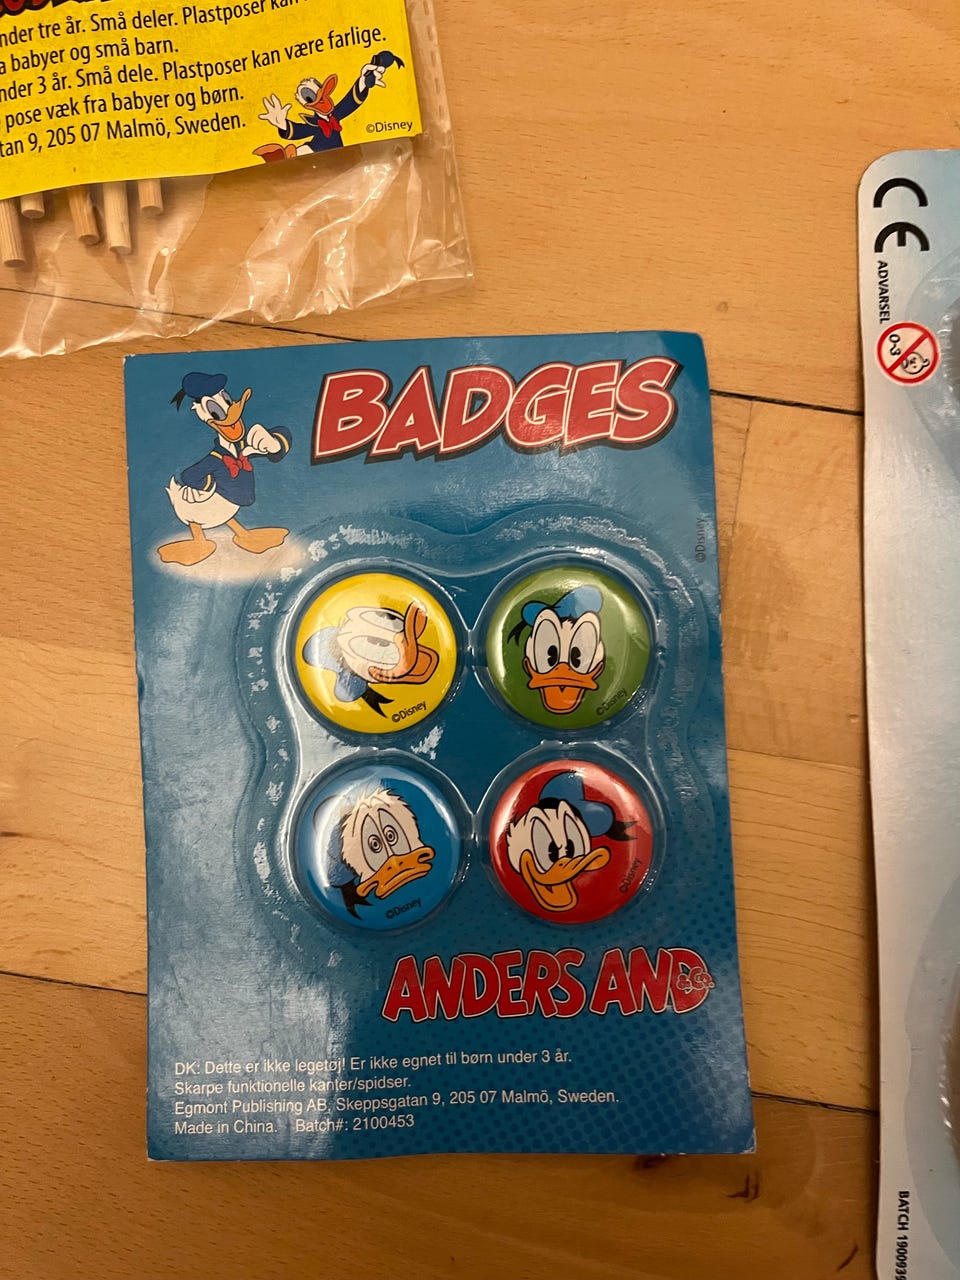 nder tre år. Små deler. Plastposer kan
babyer og små barn.
nder 3 år. Små dele. Plastposer kan være farlige.
pose væk fra babyer og børn.
tan 9, 205 07 Malmö, Sweden.
©Disney
CE
ADVARSEL
0-3
BADGES
©Disney
©Disney
©Disney
©Disney
©Disney
ANDERS AND
&CO.
DK: Dette er ikke legetøj! Er ikke egnet til børn under 3 år.
Skarpe funktionelle kanter/spidser.
Egmont Publishing AB, Skeppsgatan 9, 205 07 Malmö, Sweden.
Made in China. Batch#: 2100453
BATCH 190093